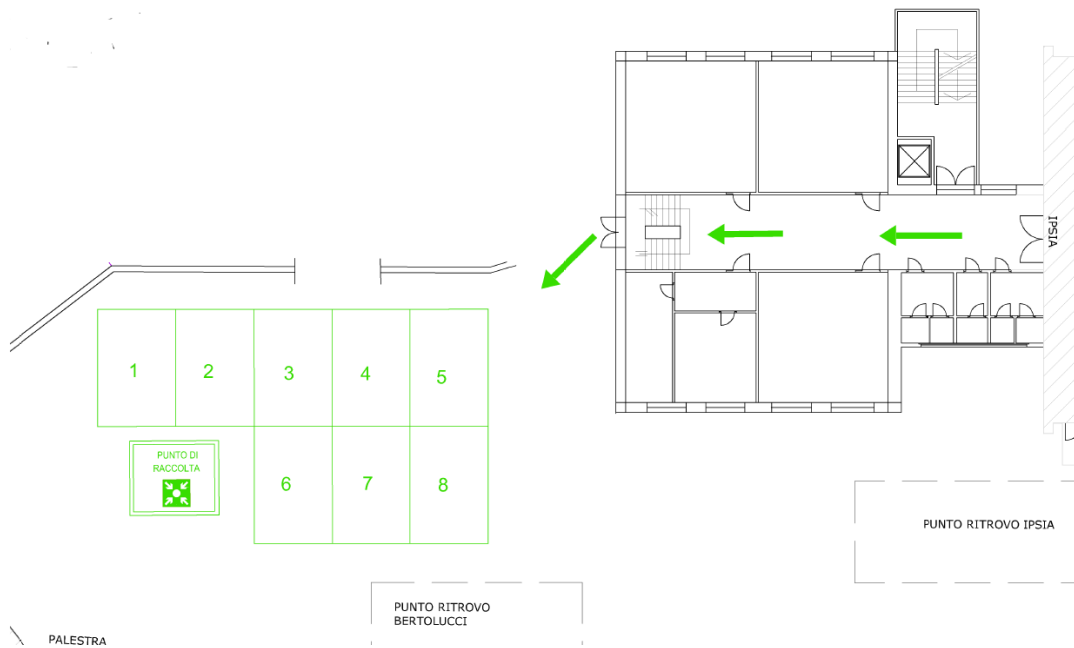 IPSIA
1
2
3
4
5
PUNTO DI
RACCOLTA
6
7
8
PUNTO RITROVO IPSIA
PUNTO RITROVO
BERTOLUCCI
PALESTRA